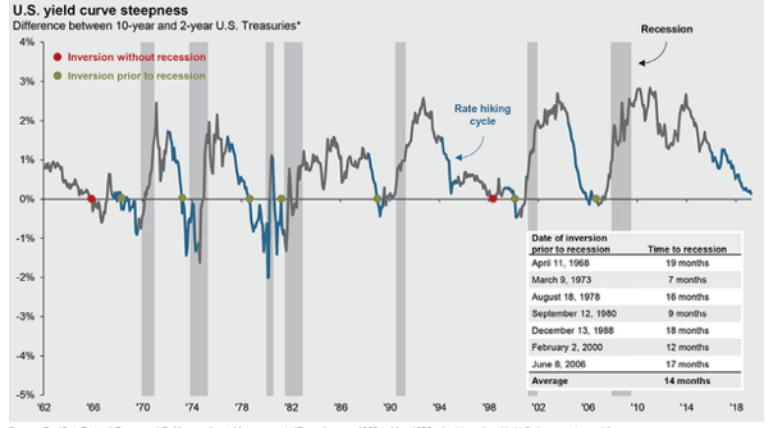 U.S. yield curve steepness
Difference between 10-year and 2-year U.S. Treasuries*
4%
3%
2%
1%
0%
-1%
-2%
-3%
-4%
-5%
Inversion without recession
Inversion prior to recession
Recession
Rate hiking
cycle
Date of inversion
prior to recession Time to recession
April 11, 1968 19 months
March 9, 1973 7 months
August 18, 1978 16 months
September 12, 1980 9 months
December 13, 1988 18 months
February 2, 2000 12 months
June 8, 2006 17 months
Average 14 months
'62 '66 '70 '74 '78 '82 '86 '90 '94 '98 '02 '06 '10 '14 '18